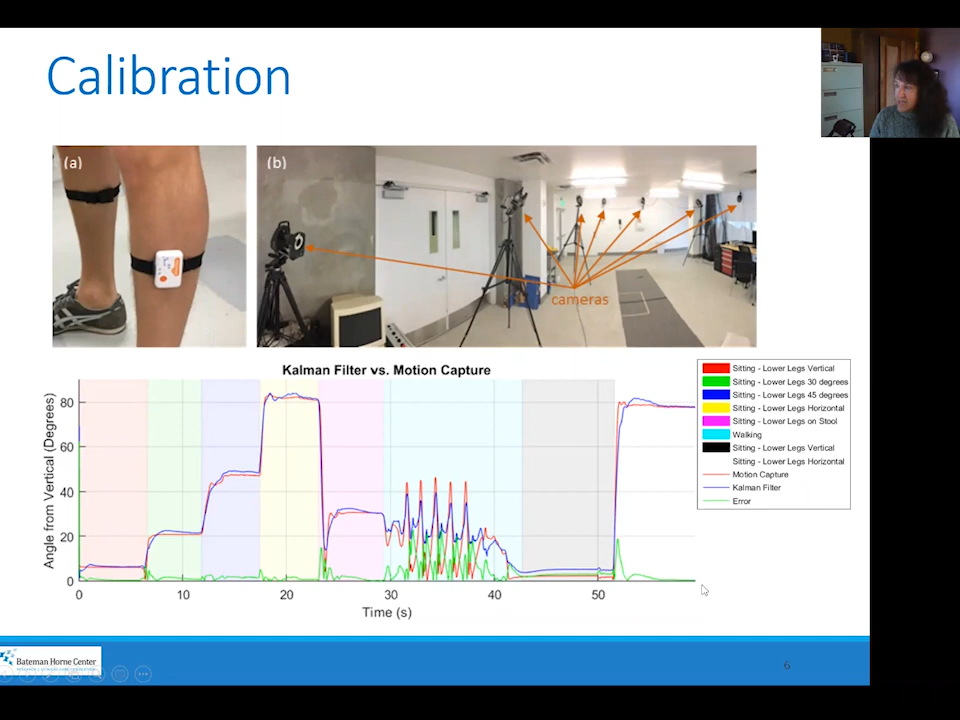 Calibration
(a)
(b)
cameras
Kalman Filter vs. Motion Capture
Angle from Vertical (Degrees)
80
60
40
20
0
0
10
20
30
40
50
Time (s)
Sitting - Lower Legs Vertical
Sitting - Lower Legs 30 degrees
Sitting - Lower Legs 45 degrees
Sitting - Lower Legs Horizontal
Sitting - Lower Legs on Stool
Walking
Sitting - Lower Legs Vertical
Sitting - Lower Legs Horizontal
Motion Capture
Kalman Filter
Error
Bateman Horne Center
6